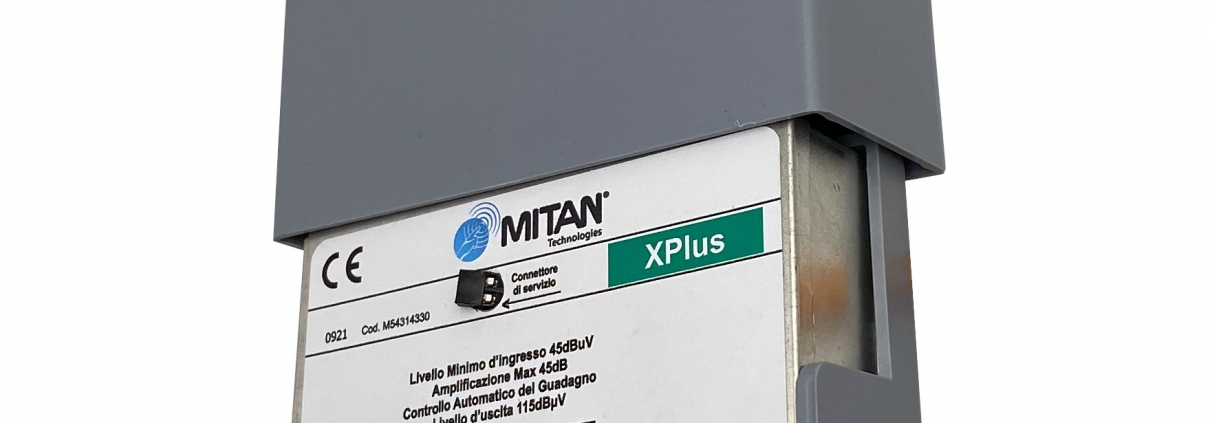 MITAN
Technologies
XPlus
CE
Connettore
di servizio
0921 Cod. M54314330
Livello Minimo d'ingresso 45dBuV
Amplificazione Max 45dB
Controllo Automatico del Guadagno
Livello d'uscita 115dBµV